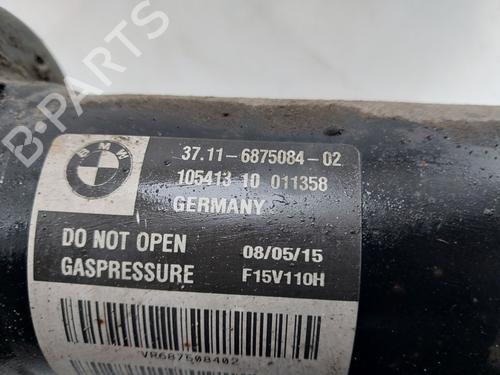 B-Parts
BMW
37.11-6875084-02
105413 10 011358
GERMANY
DO NOT OPEN 08/05/15
GASPRESSURE F15V110H
VR687508402